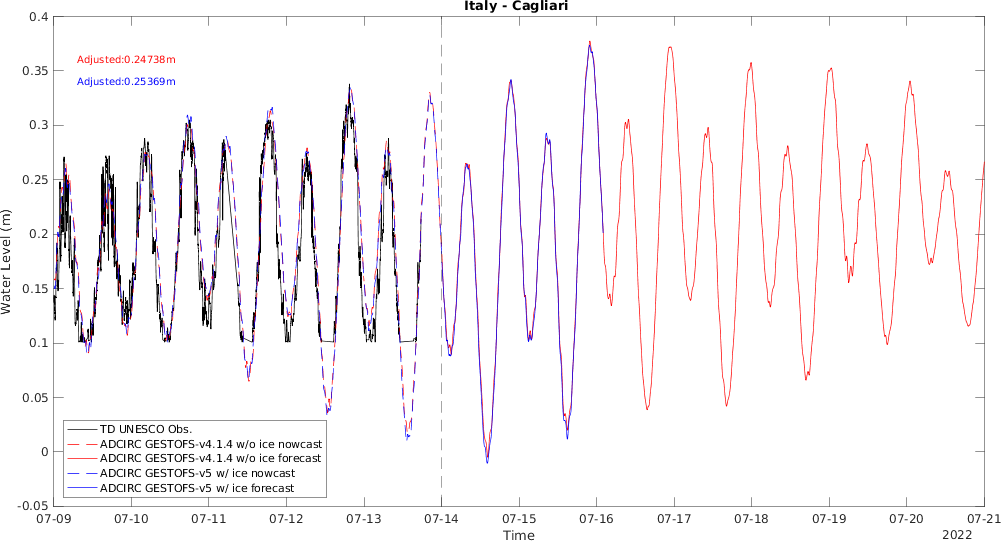 Italy - Cagliari
0.4
0.35
0.3
0.25
0.2
0.15
0.1
0.05
0
-0.05
Water Level (m)
Adjusted:0.24738m
Adjusted:0.25369m
TD UNESCO Obs.
ADCIRC GESTOFS-v4.1.4 w/o ice nowcast
ADCIRC GESTOFS-v4.1.4 w/o ice forecast
ADCIRC GESTOFS-v5 w/ ice nowcast
ADCIRC GESTOFS-v5 w/ ice forecast
07-09 07-10 07-11 07-12 07-13 07-14 07-15 07-16 07-17 07-18 07-19 07-20 07-21
Time
2022